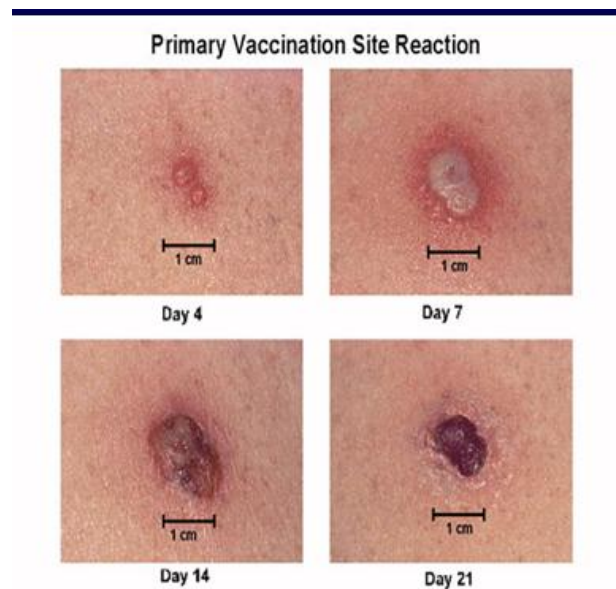 Primary Vaccination Site Reaction
1 cm
1 cm
Day 4
Day 7
1 cm
1 cm
Day 14
Day 21